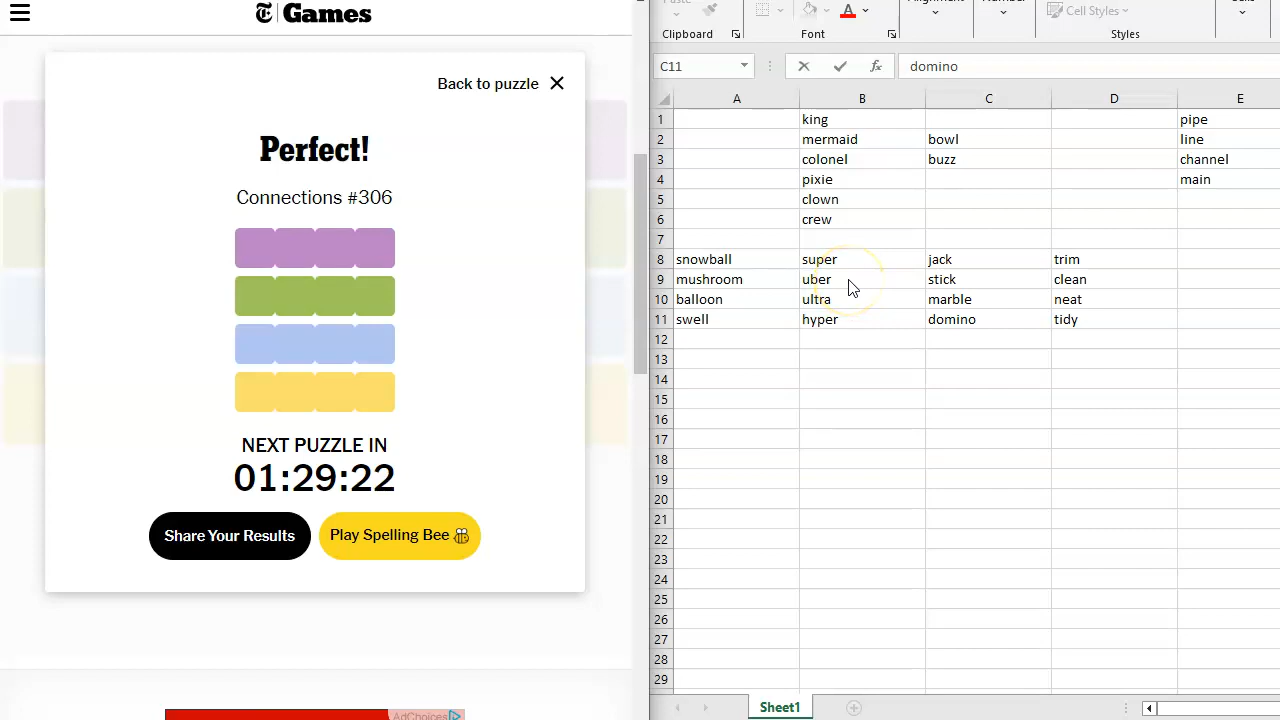 Games
Back to puzzle
Perfect!
Connections #306
NEXT PUZZLE IN
01:29:22
Share Your Results
Play Spelling Bee
AdChoices
Paste
Cell Styles
Clipboard
Font
Styles
C11
fx
domino
A B C D E
1 king pipe
2 mermaid bowl line
3 colonel buzz channel
4 pixie main
5 clown
6 crew
7
8 snowball super jack trim
9 mushroom uber stick clean
10 balloon ultra marble neat
11 swell hyper domino tidy
12
13
14
15
16
17
18
19
20
21
22
23
24
25
26
27
28
29
Sheet1